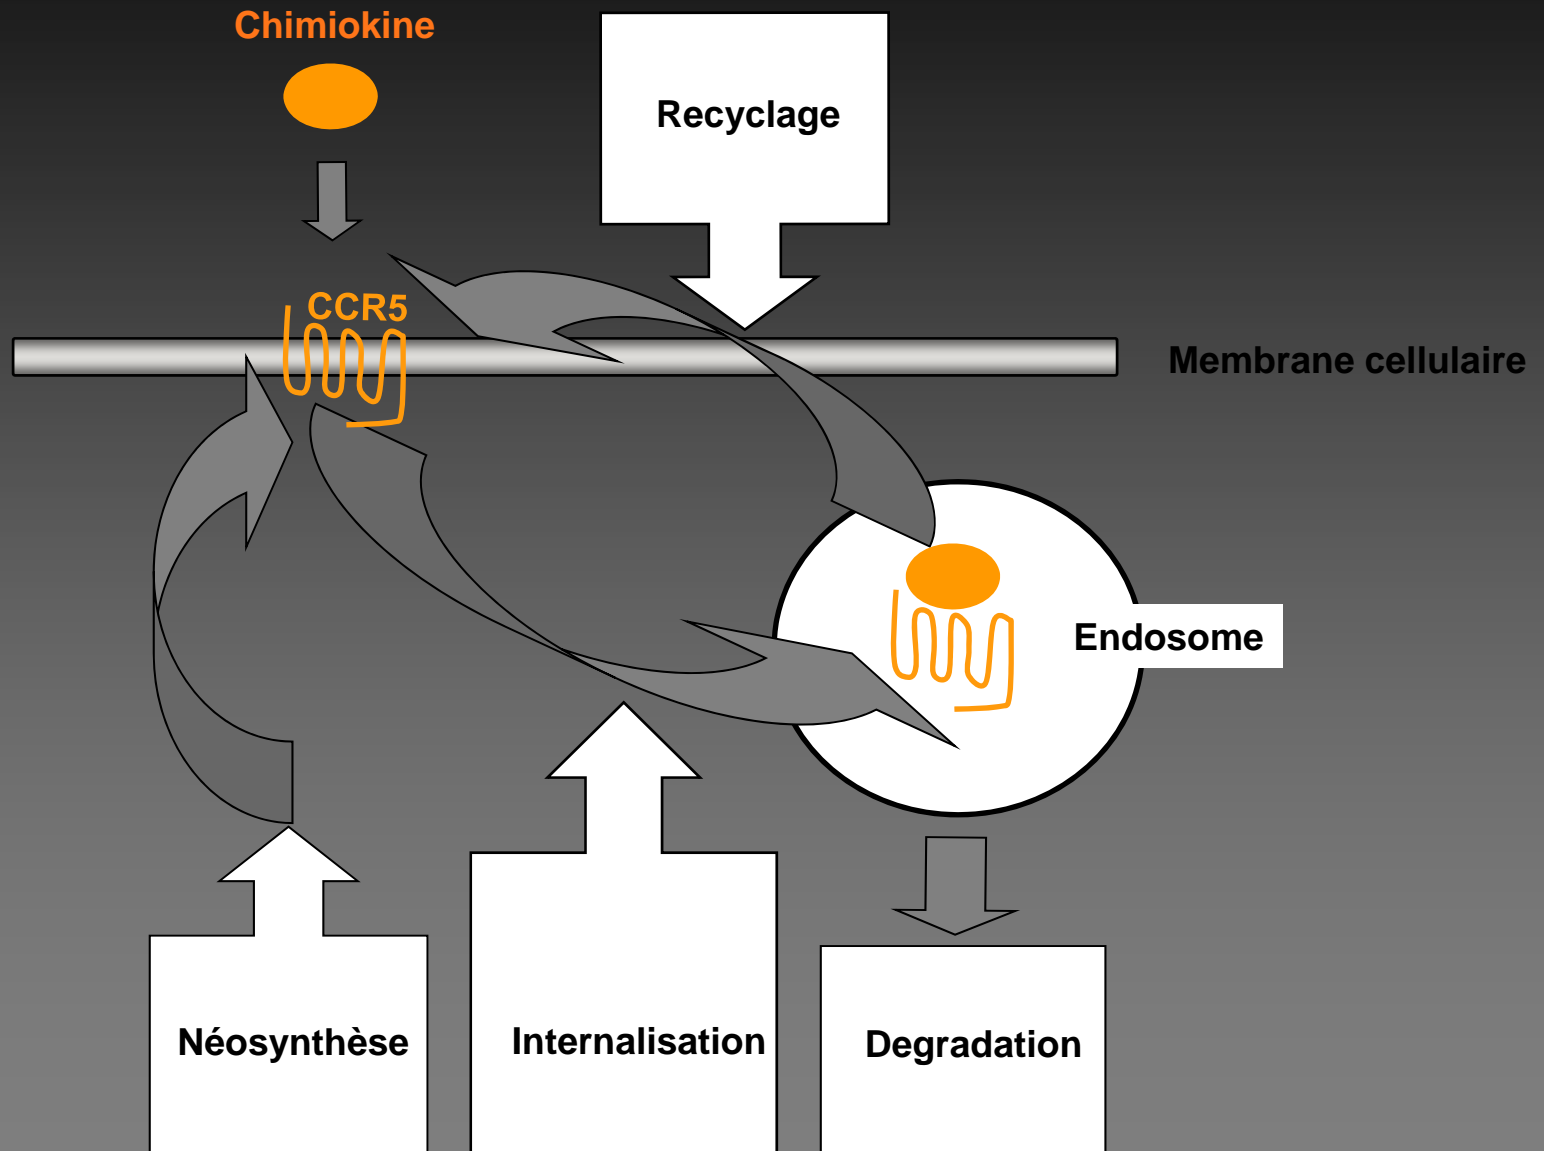 Chimiokine
Recyclage
CCR5
Membrane cellulaire
Endosome
Néosynthèse
Internalisation
Degradation